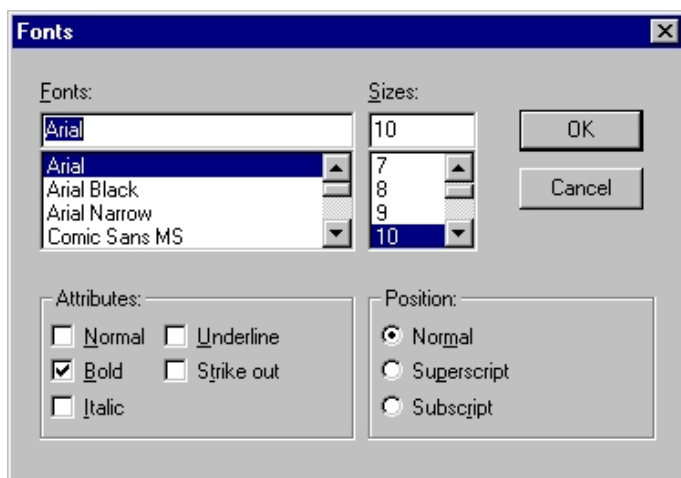 Fonts
Fonts:
Arial
Arial
Arial Black
Arial Narrow
Comic Sans MS
Sizes:
10
7
8
9
10
OK
Cancel
Attributes:
Normal
Underline
Bold
Strike out
Italic
Position:
Normal
Superscript
Subscript